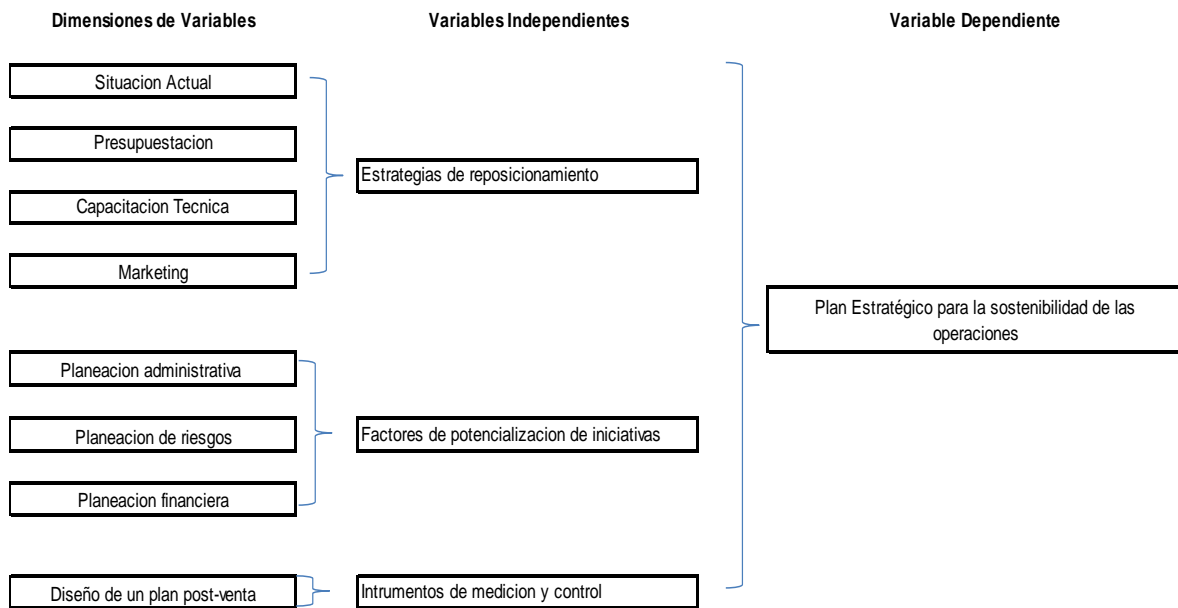 Dimensiones de Variables
Variables Independientes
Variable Dependiente
Situacion Actual
Presupuestacion
Capacitacion Tecnica
Marketing
Estrategias de reposicionamiento
Planeacion administrativa
Planeacion de riesgos
Planeacion financiera
Factores de potencializacion de iniciativas
Diseño de un plan post-venta
Intrumentos de medicion y control
Plan Estratégico para la sostenibilidad de las
operaciones